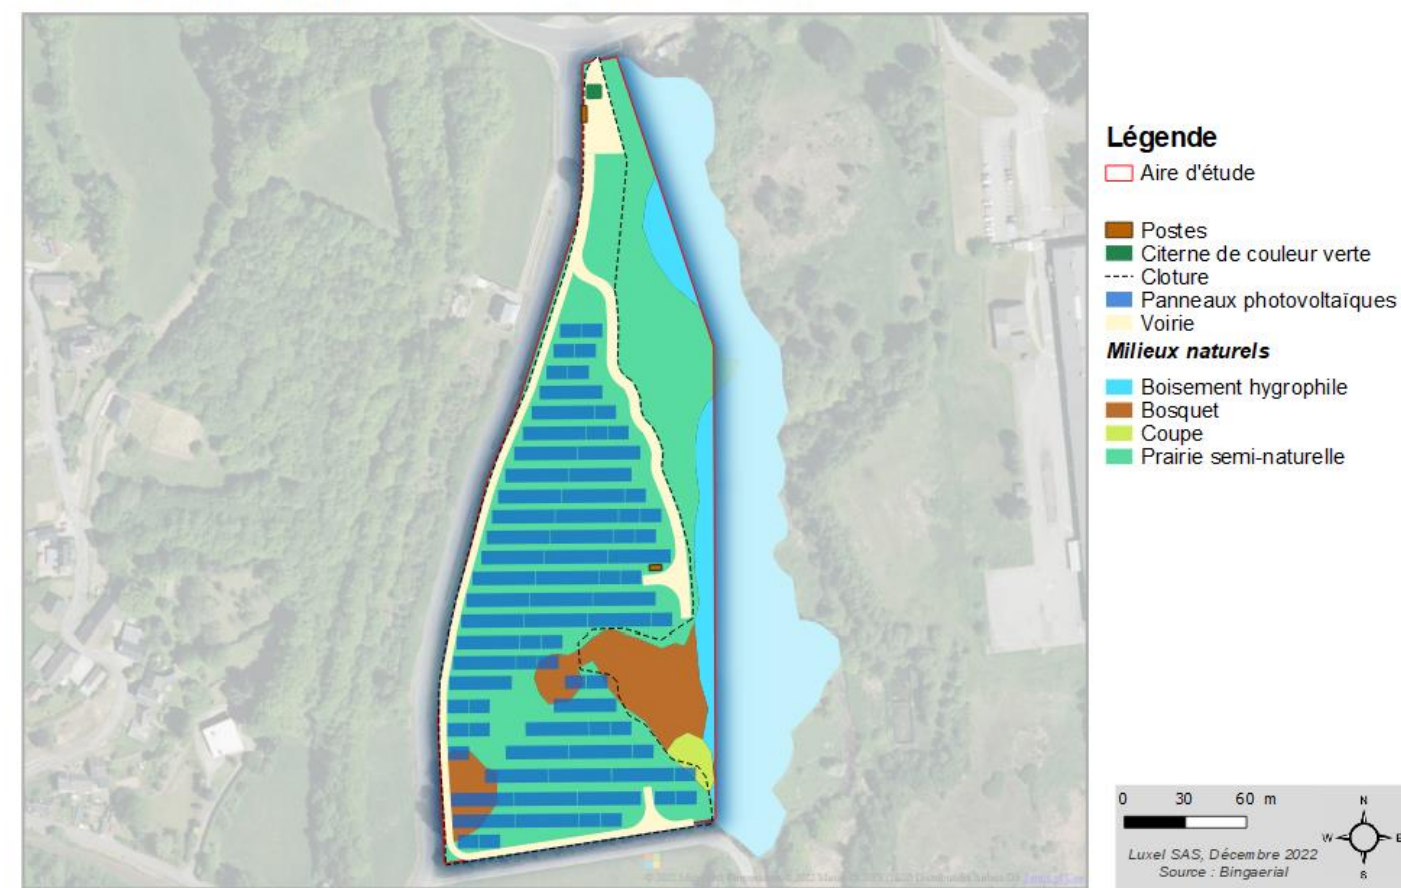 Légende
Aire d'étude
Postes
Citerne de couleur verte
Cloture
Panneaux photovoltaïques
Voirie
Milieux naturels
Boisement hygrophile
Bosquet
Coupe
Prairie semi-naturelle
0 30 60 m
N
W E
S
Luxel SAS, Décembre 2022
Source : Bingaerial